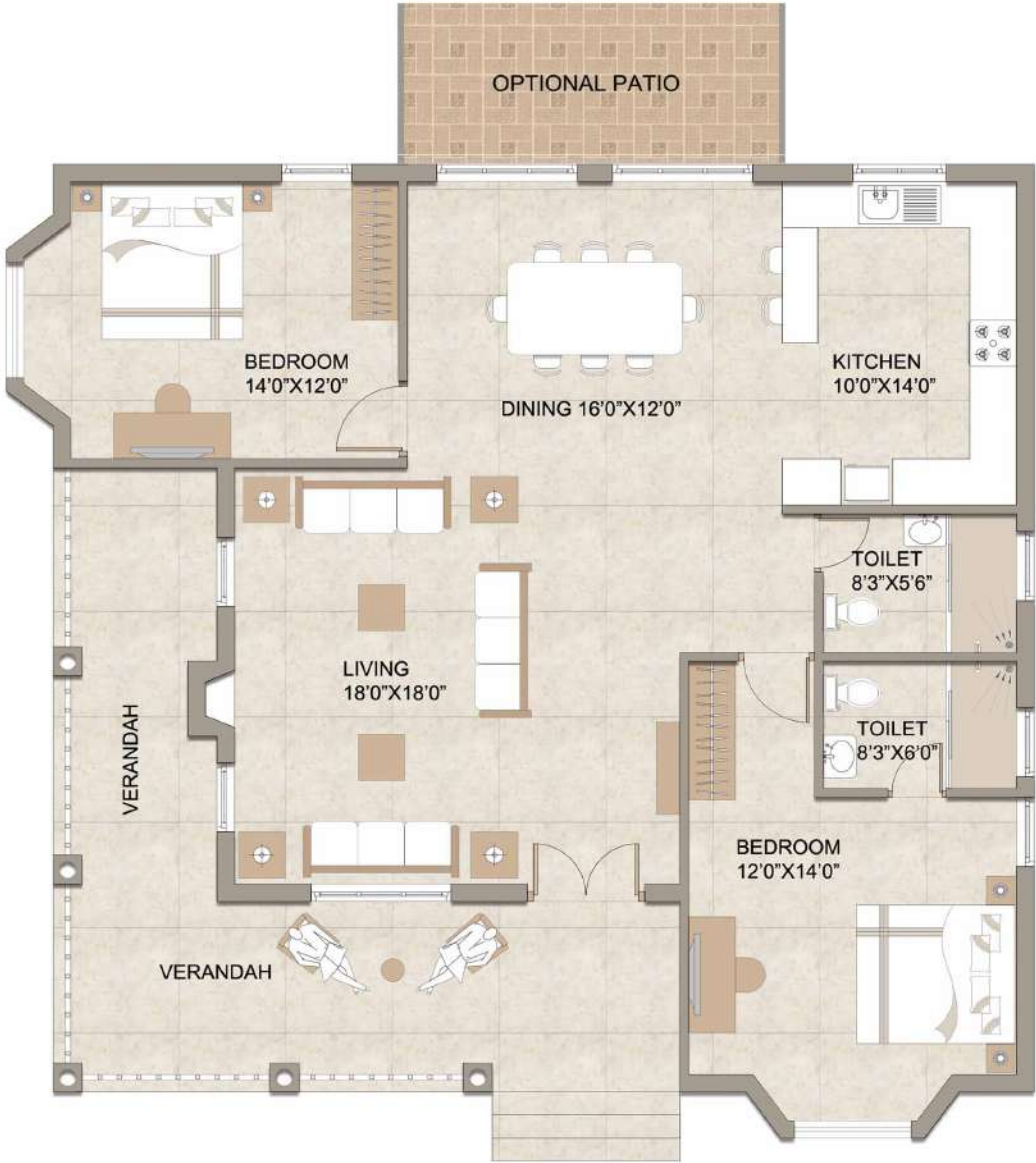 OPTIONAL PATIO
BEDROOM
14’0”X12’0”
KITCHEN
10’0”X14’0”
DINING 16’0”X12’0”
TOILET
8’3”X5’6”
LIVING
18’0”X18’0”
VERANDAH
TOILET
8’3”X6’0”
BEDROOM
12’0”X14’0”
VERANDAH